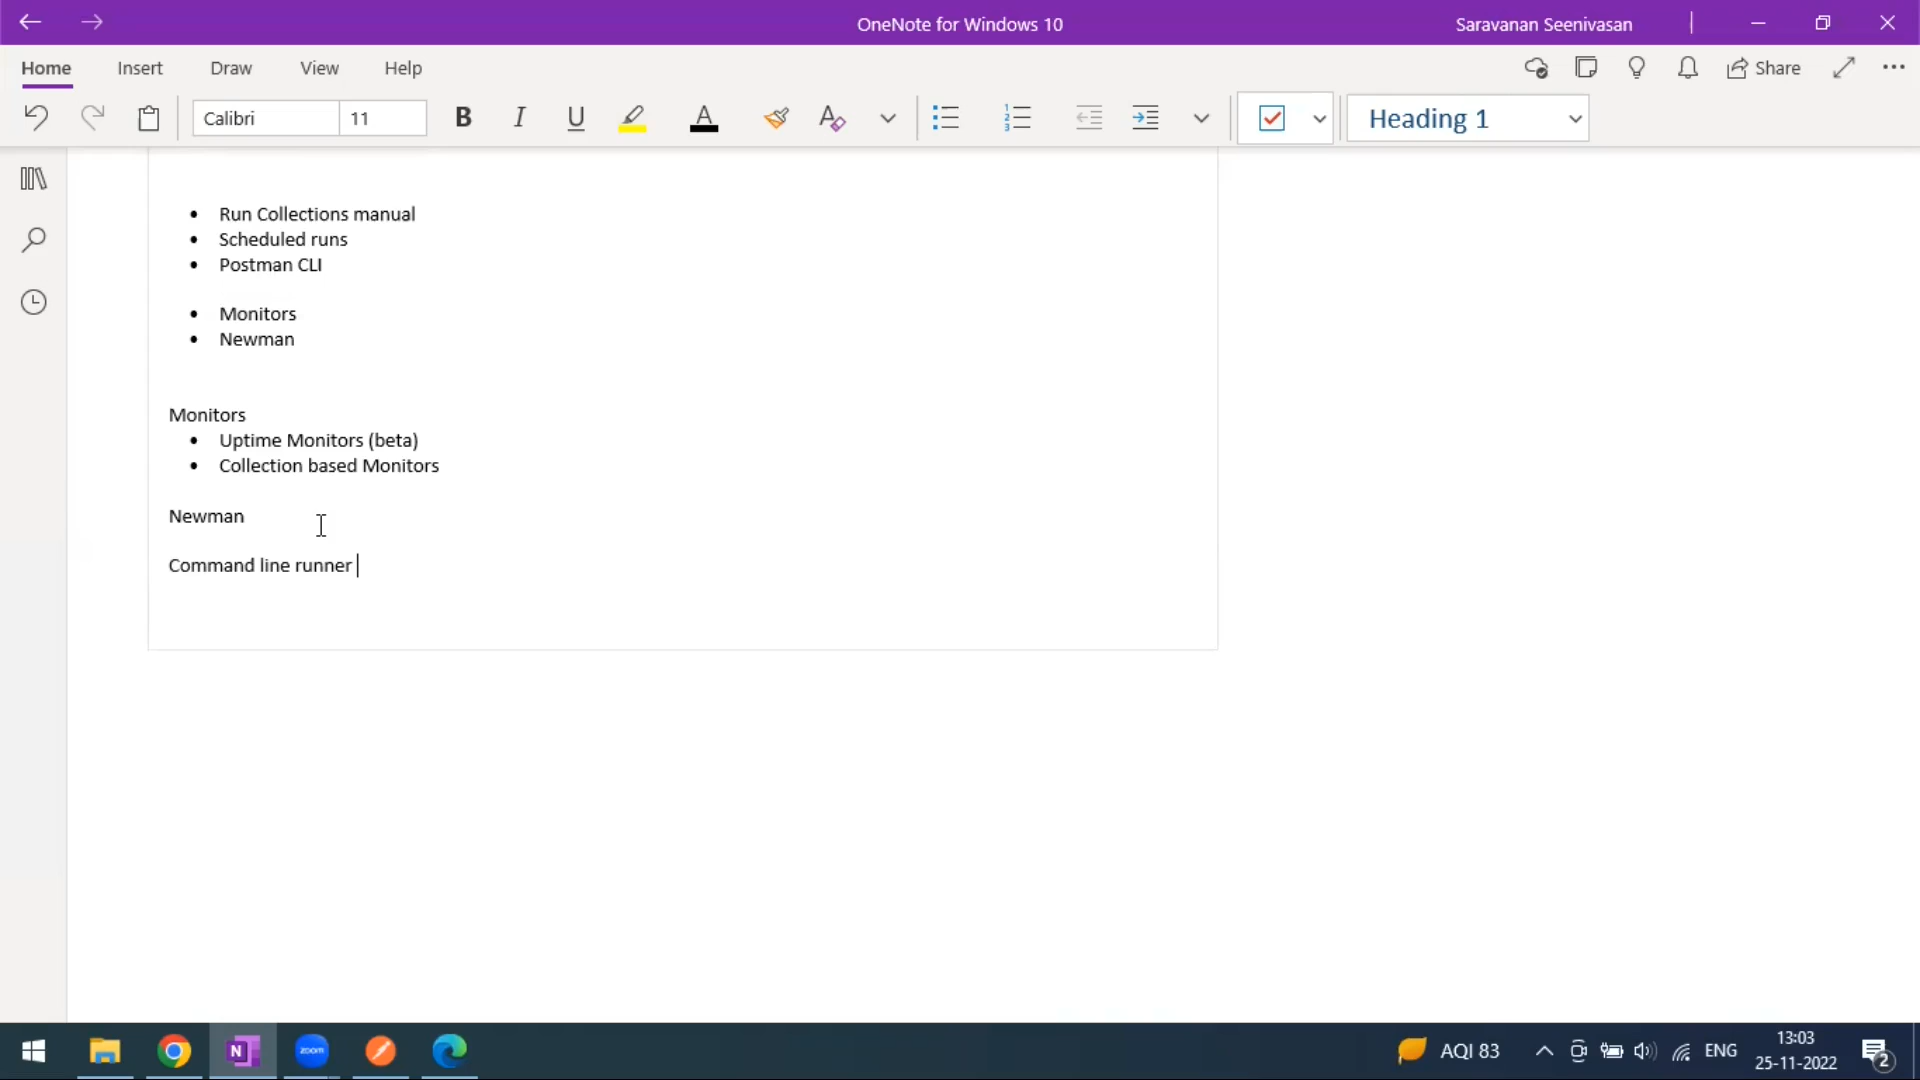 OneNote for Windows 10
Saravanan Seenivasan
Home Insert Draw View Help
Share
Calibri 11 B I U A A Heading 1
• Run Collections manual
• Scheduled runs
• Postman CLI
• Monitors
• Newman
Monitors
• Uptime Monitors (beta)
• Collection based Monitors
Newman
Command line runner
N
zoom
AQI 83
ENG
13:03
25-11-2022
2